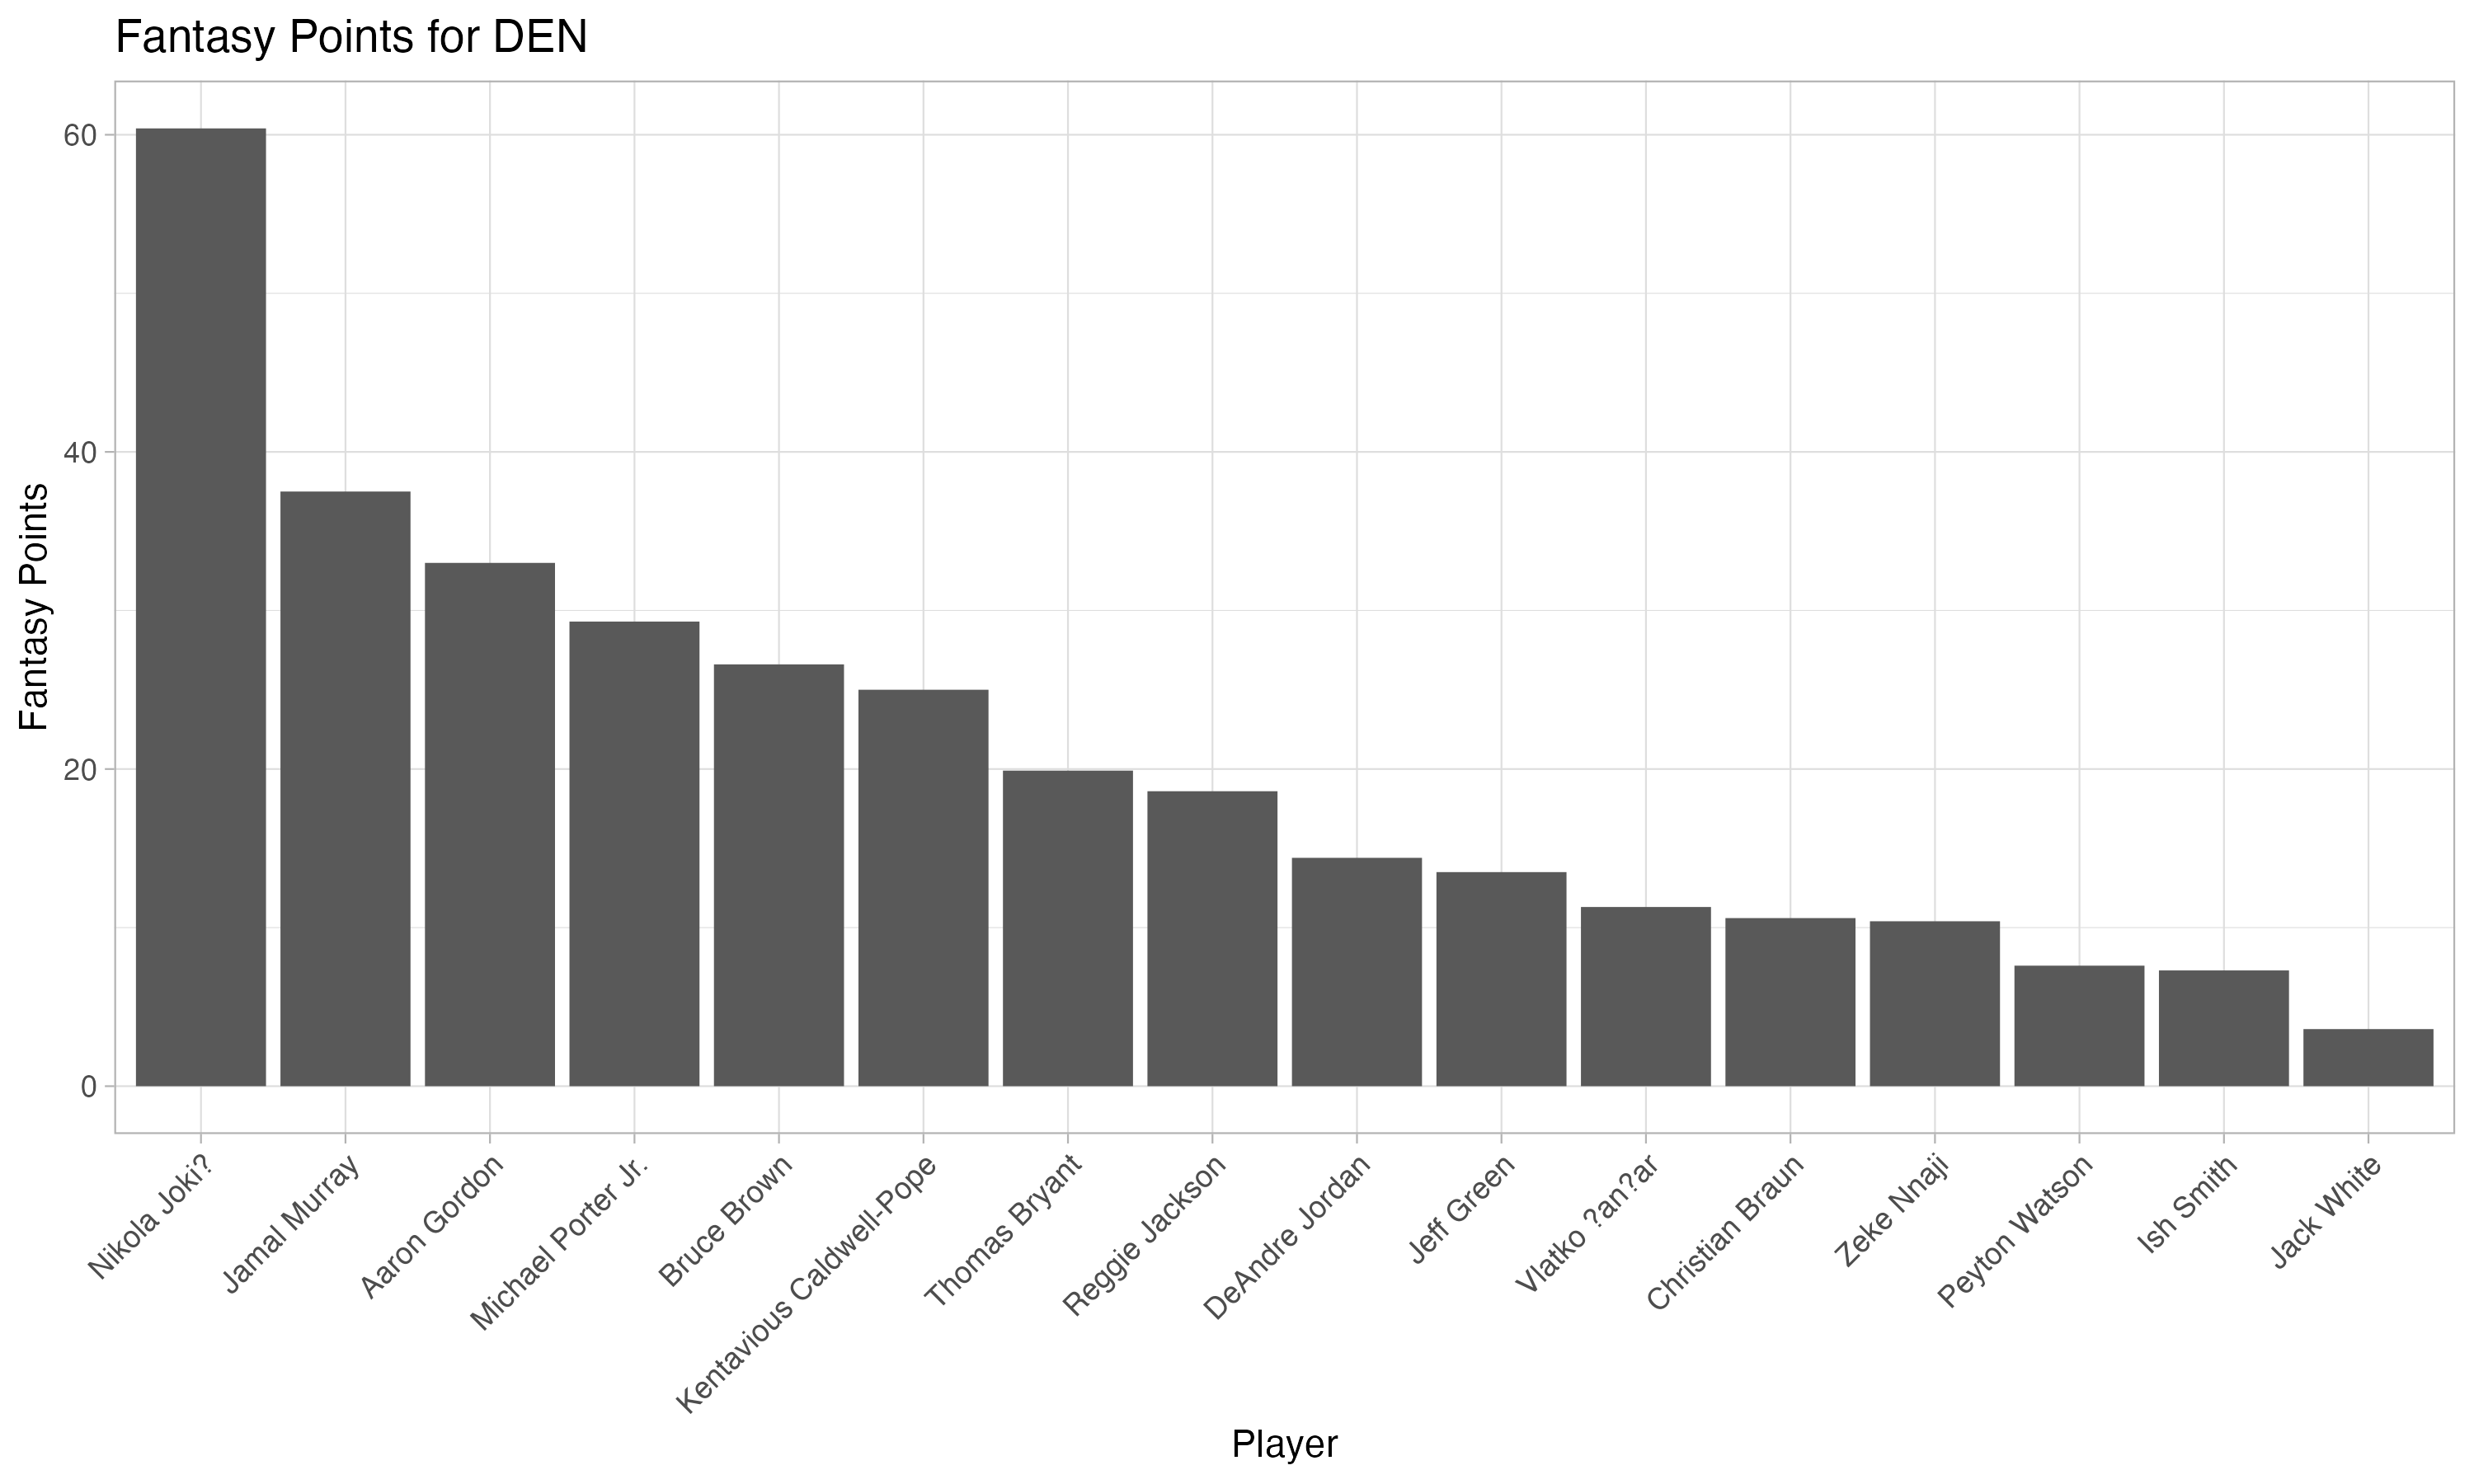 Fantasy Points for DEN
Fantasy Points
60
40
20
0
Nikola Joki?
Jamal Murray
Aaron Gordon
Michael Porter Jr.
Bruce Brown
Kentavious Caldwell-Pope
Thomas Bryant
Reggie Jackson
DeAndre Jordan
Jeff Green
Vlatko ?an?ar
Christian Braun
Zeke Nnaji
Peyton Watson
Ish Smith
Jack White
Player